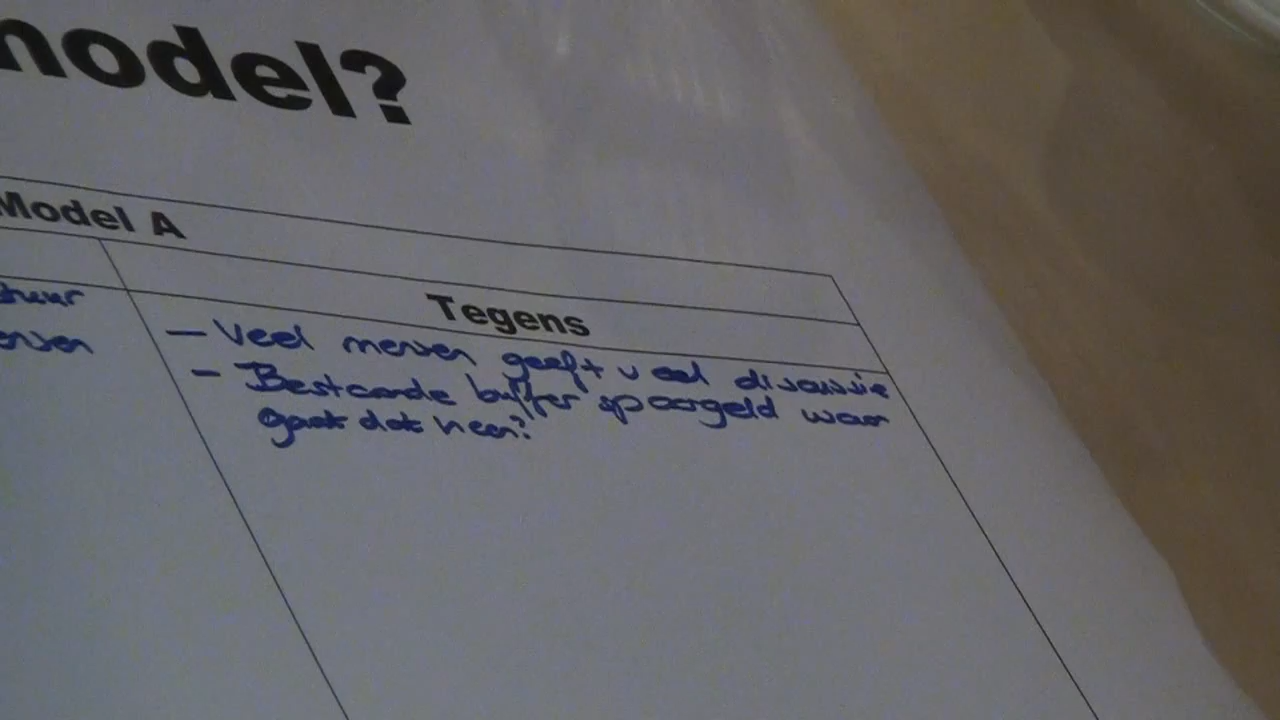 model?
Model A
Tegens
- Veel mensen geeft veel discussie
- Bestaande buffer spaargeld waar
gaat dat heen?